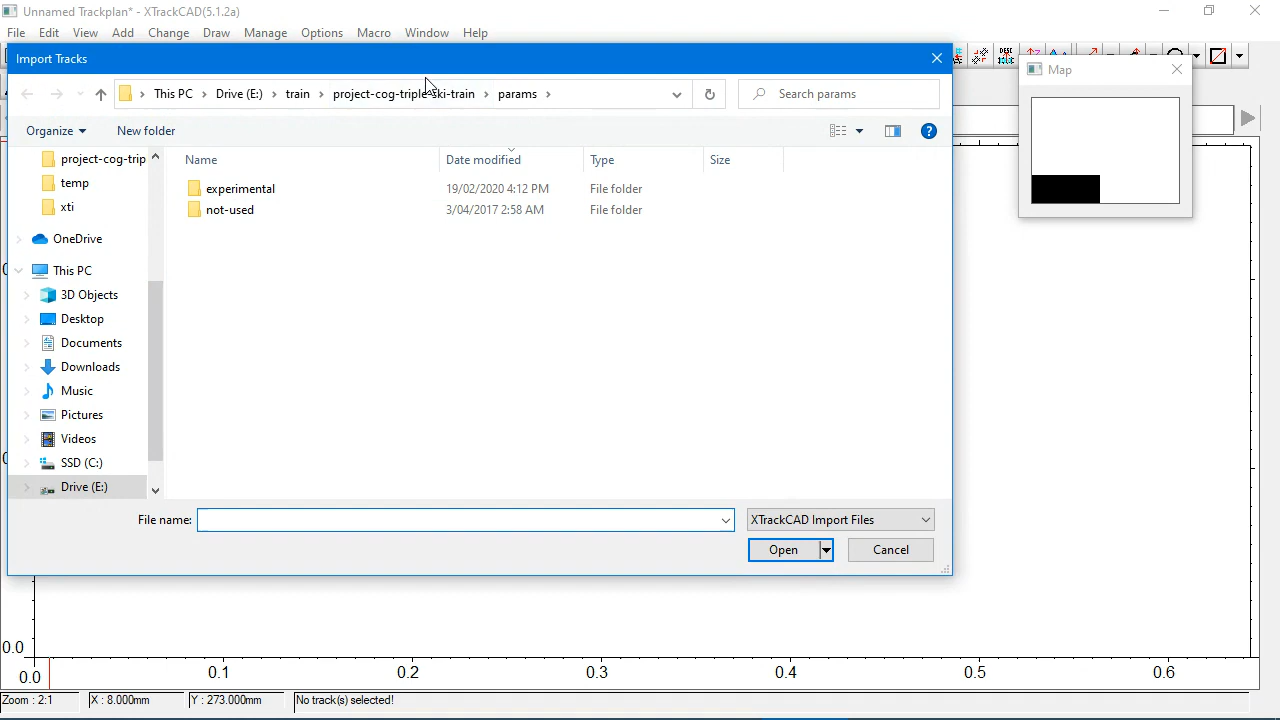 Unnamed Trackplan* - XTrackCAD(5.1.2a)
File Edit View Add Change Draw Manage Options Macro Window Help
Import Tracks
This PC > Drive (E:) > train > project-cog-triple-ski-train > params >
Search params
Organize New folder
Name Date modified Type Size
experimental 19/02/2020 4:12 PM File folder
not-used 3/04/2017 2:58 AM File folder
project-cog-trip
temp
xti
OneDrive
This PC
3D Objects
Desktop
Documents
Downloads
Music
Pictures
Videos
SSD (C:)
Drive (E:)
File name:
XTrackCAD Import Files
Open Cancel
Map
0.0
0.0 0.1 0.2 0.3 0.4 0.5 0.6
Zoom : 2:1 X : 8.000mm Y : 273.000mm No track(s) selected!